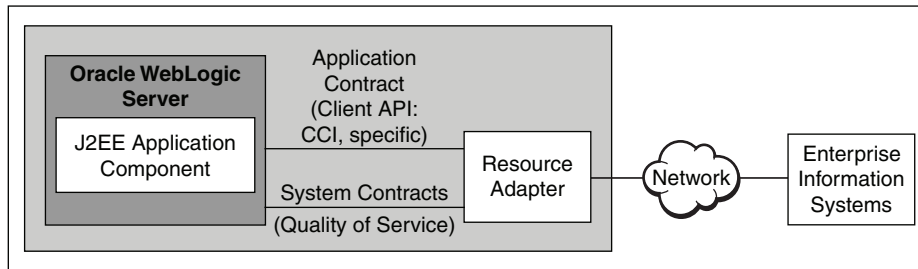 Oracle WebLogic
Server
J2EE Application
Component
Application
Contract
(Client API:
CCI, specific)
System Contracts
(Quality of Service)
Resource
Adapter
Network
Enterprise
Information
Systems